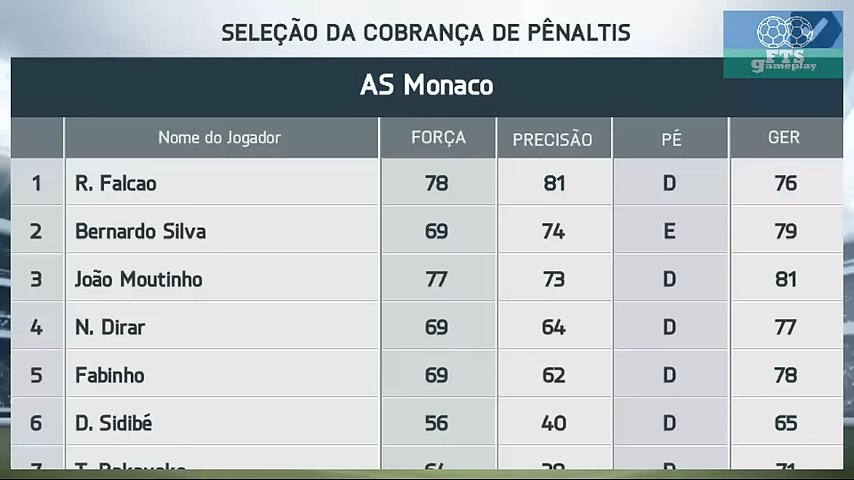 SELEÇÃO DA COBRANÇA DE PÊNALTIS
FTS
gameplay
AS Monaco
Nome do Jogador FORÇA PRECISÃO PÉ GER
1 R. Falcao 78 81 D 76
2 Bernardo Silva 69 74 E 79
3 João Moutinho 77 73 D 81
4 N. Dirar 69 64 D 77
5 Fabinho 69 62 D 78
6 D. Sidibé 56 40 D 65